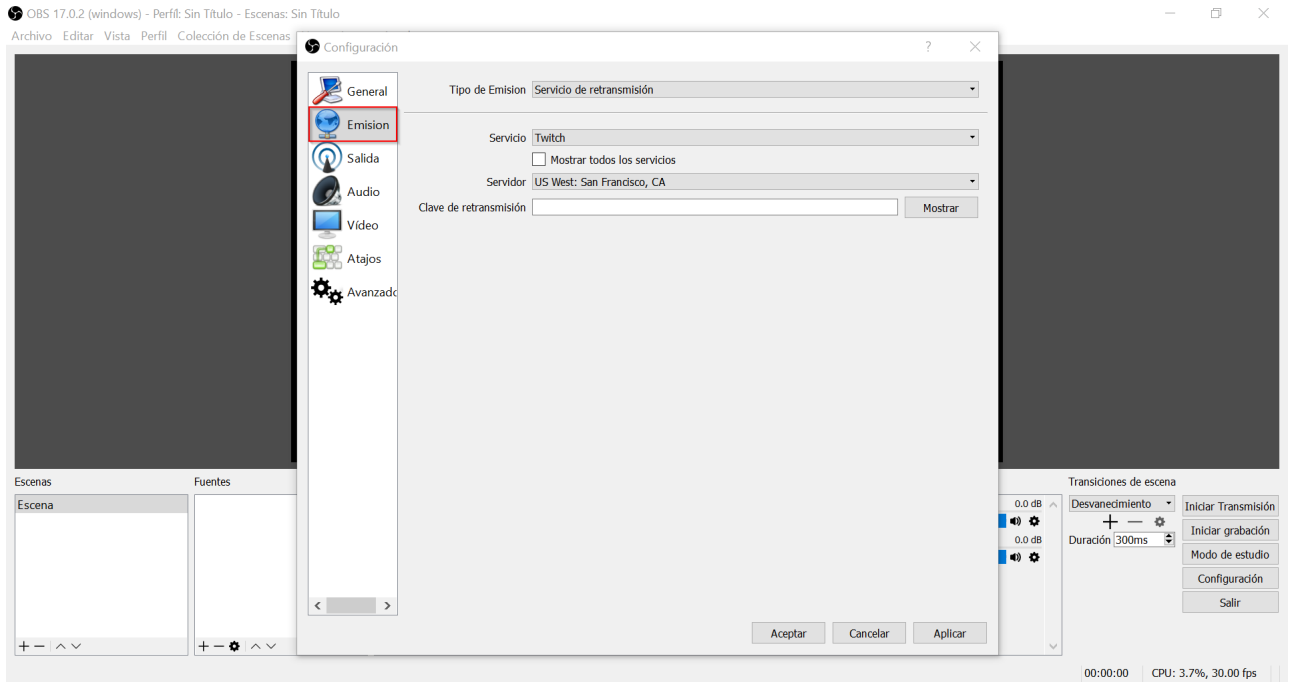 OBS 17.0.2 (windows) - Perfil: Sin Título - Escenas: Sin Título
Archivo Editar Vista Perfil Colección de Escenas
Configuración
?
General
Emision
Salida
Audio
Vídeo
Atajos
Avanzado
Tipo de Emision Servicio de retransmisión
Servicio Twitch
Mostrar todos los servicios
Servidor US West: San Francisco, CA
Clave de retransmisión Mostrar
Aceptar Cancelar Aplicar
Escenas
Escena
Fuentes
0.0 dB
0.0 dB
Transiciones de escena
Desvanecimiento
Duración 300ms
Iniciar Transmisión
Iniciar grabación
Modo de estudio
Configuración
Salir
00:00:00 CPU: 3.7%, 30.00 fps